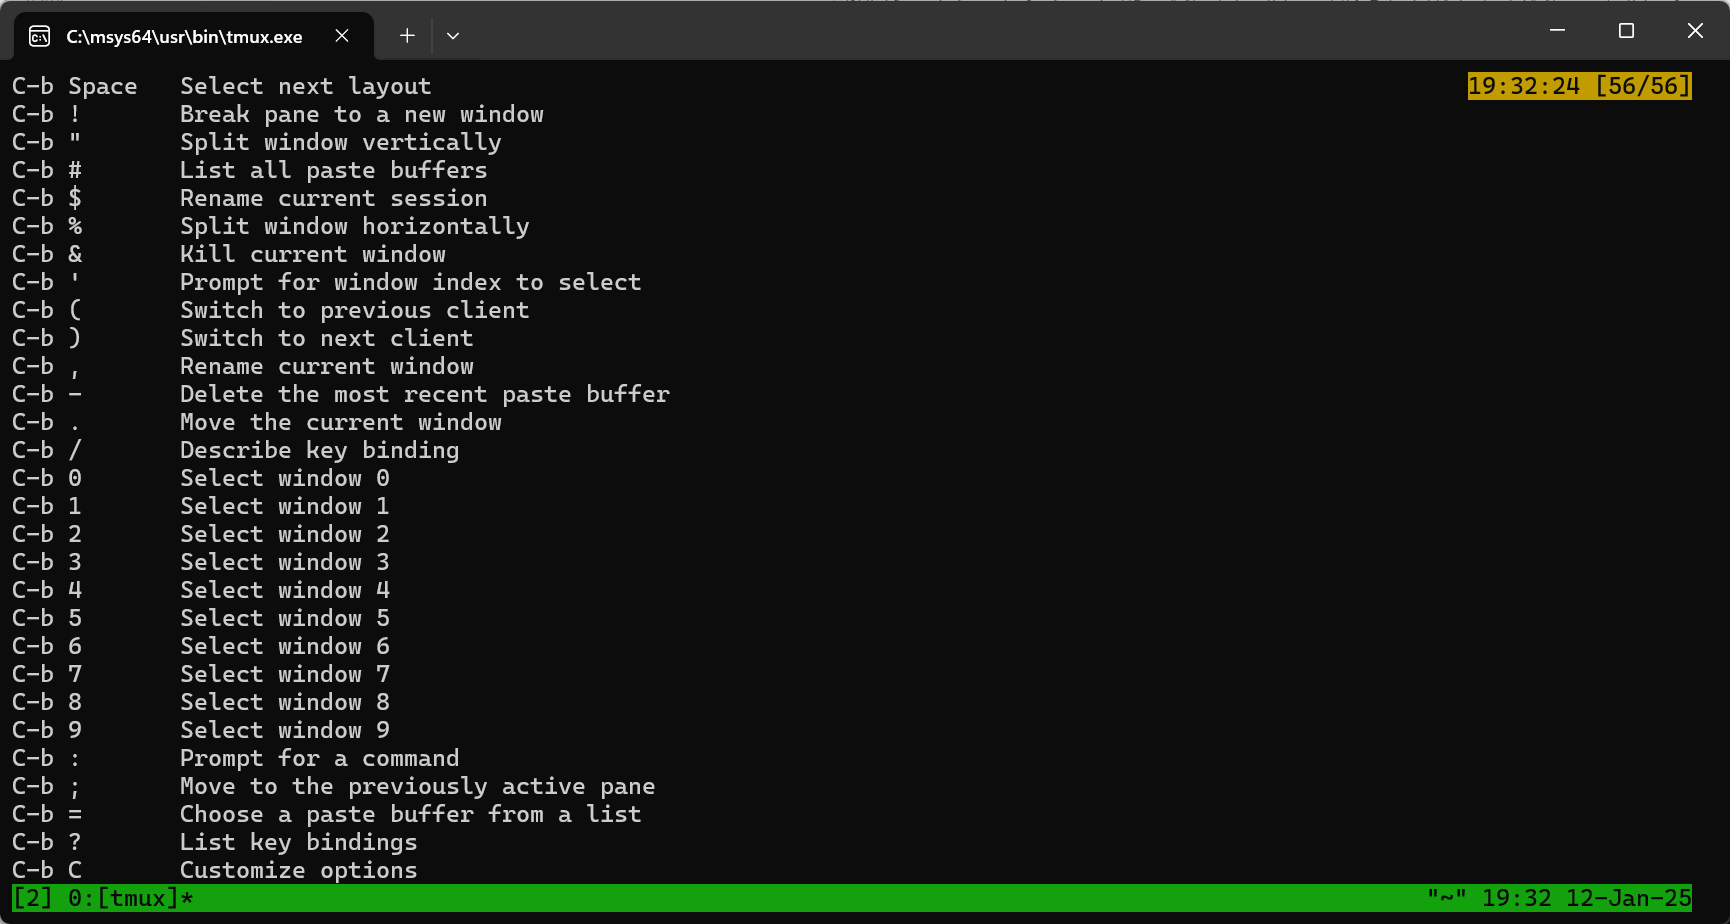 C:\msys64\usr\bin\tmux.exe
C-b Space   Select next layout 19:32:24 [56/56]
C-b !       Break pane to a new window
C-b "       Split window vertically
C-b #       List all paste buffers
C-b $       Rename current session
C-b %       Split window horizontally
C-b &       Kill current window
C-b '       Prompt for window index to select
C-b (       Switch to previous client
C-b )       Switch to next client
C-b ,       Rename current window
C-b -       Delete the most recent paste buffer
C-b .       Move the current window
C-b /       Describe key binding
C-b 0       Select window 0
C-b 1       Select window 1
C-b 2       Select window 2
C-b 3       Select window 3
C-b 4       Select window 4
C-b 5       Select window 5
C-b 6       Select window 6
C-b 7       Select window 7
C-b 8       Select window 8
C-b 9       Select window 9
C-b :       Prompt for a command
C-b ;       Move to the previously active pane
C-b =       Choose a paste buffer from a list
C-b ?       List key bindings
C-b C       Customize options
[2] 0:[tmux]* "~" 19:32 12-Jan-25